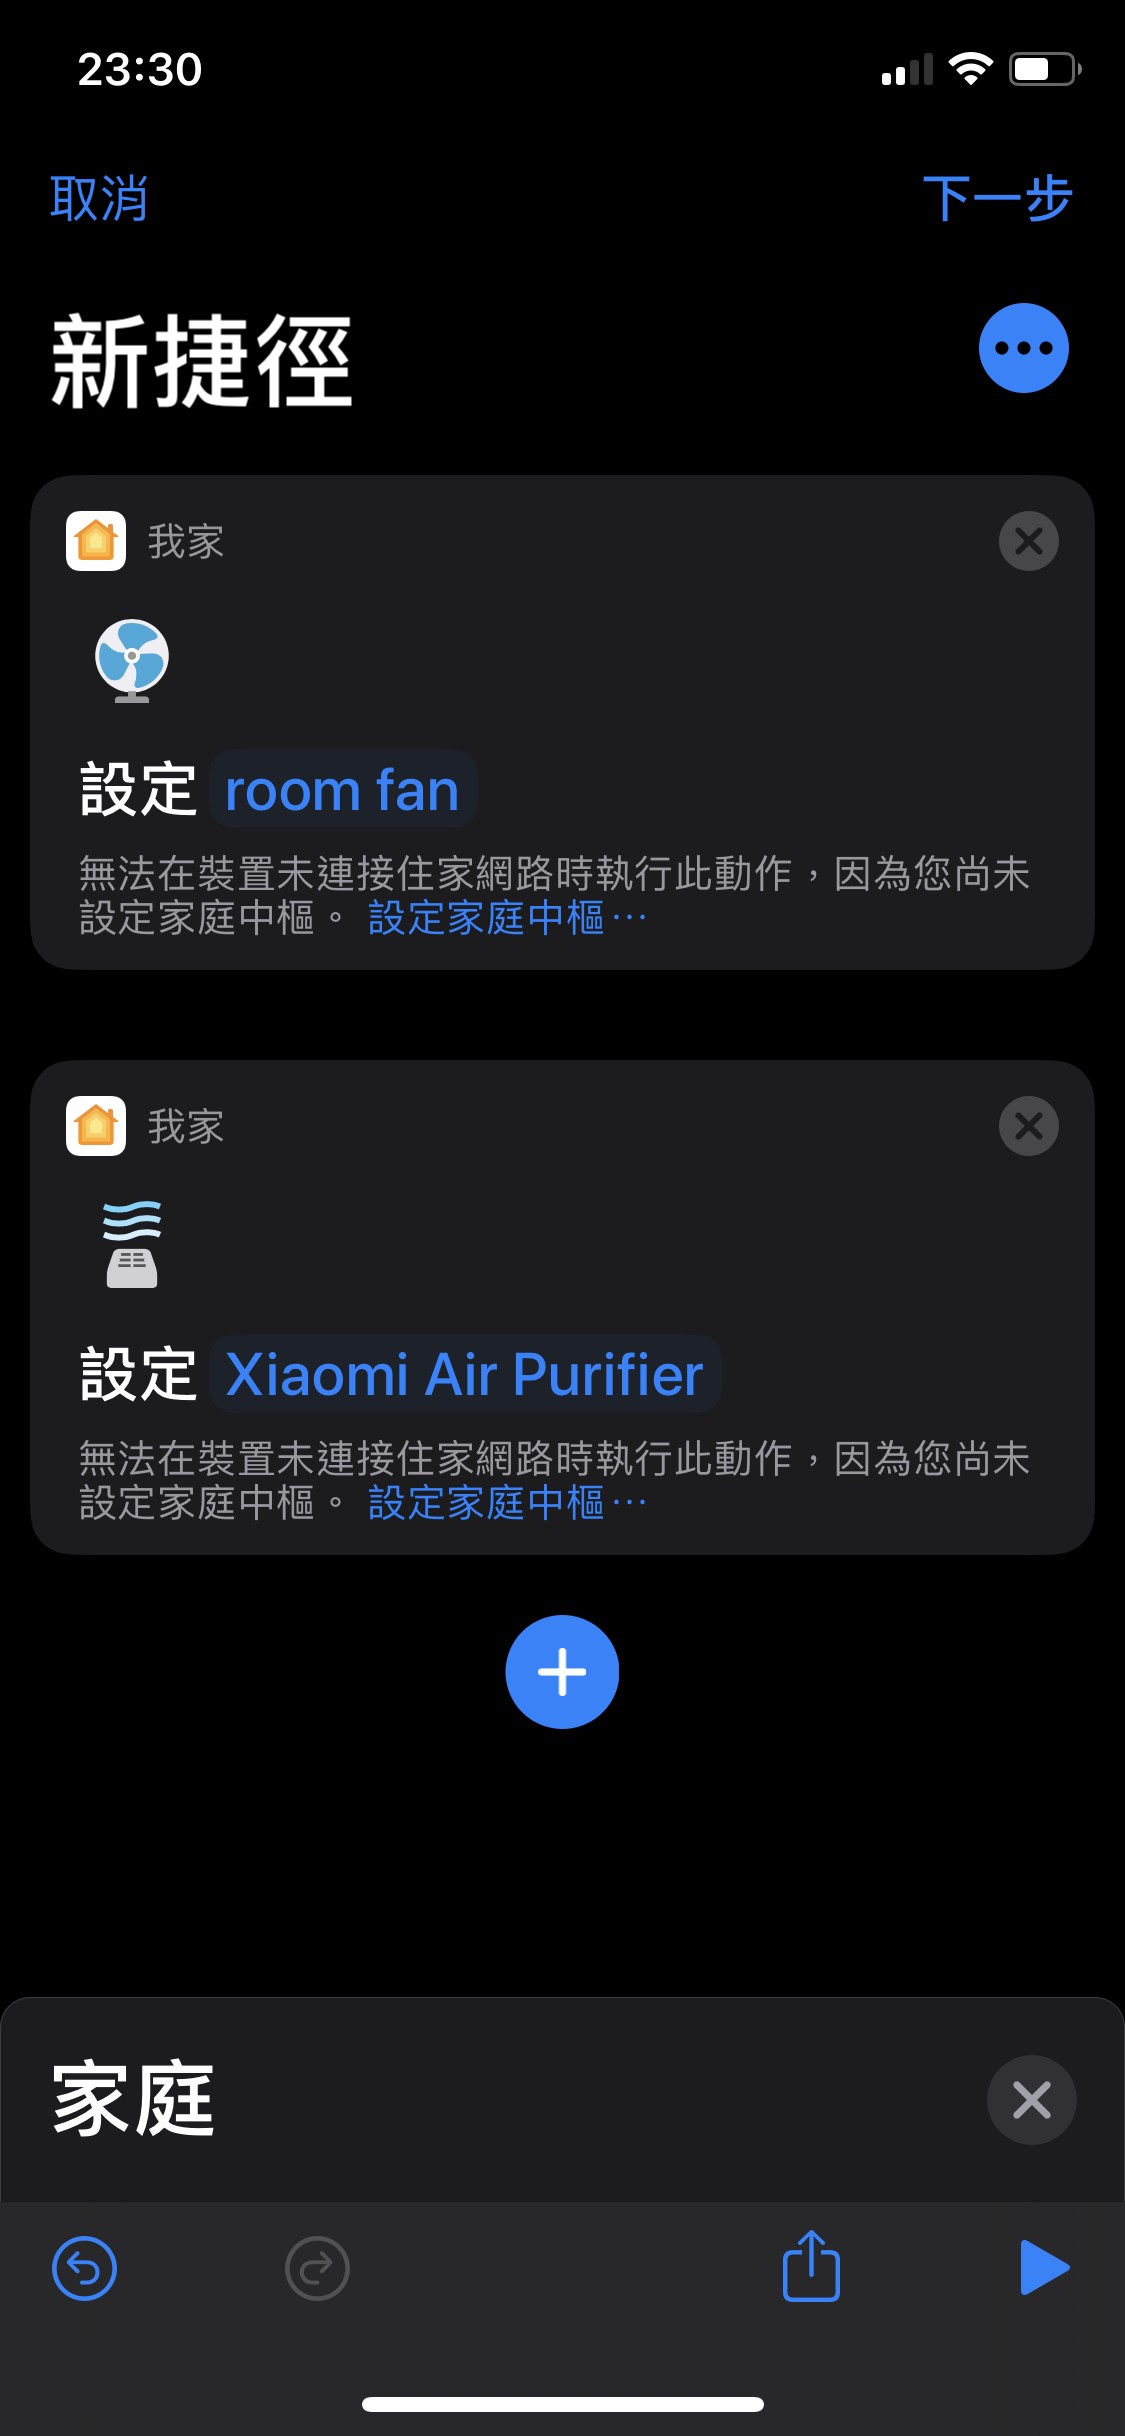 23:30
取消
下一步
新捷徑
我家
設定 room fan
無法在裝置未連接住家網路時執行此動作，因為您尚未
設定家庭中樞。 設定家庭中樞⋯
我家
設定 Xiaomi Air Purifier
無法在裝置未連接住家網路時執行此動作，因為您尚未
設定家庭中樞。 設定家庭中樞⋯
家庭